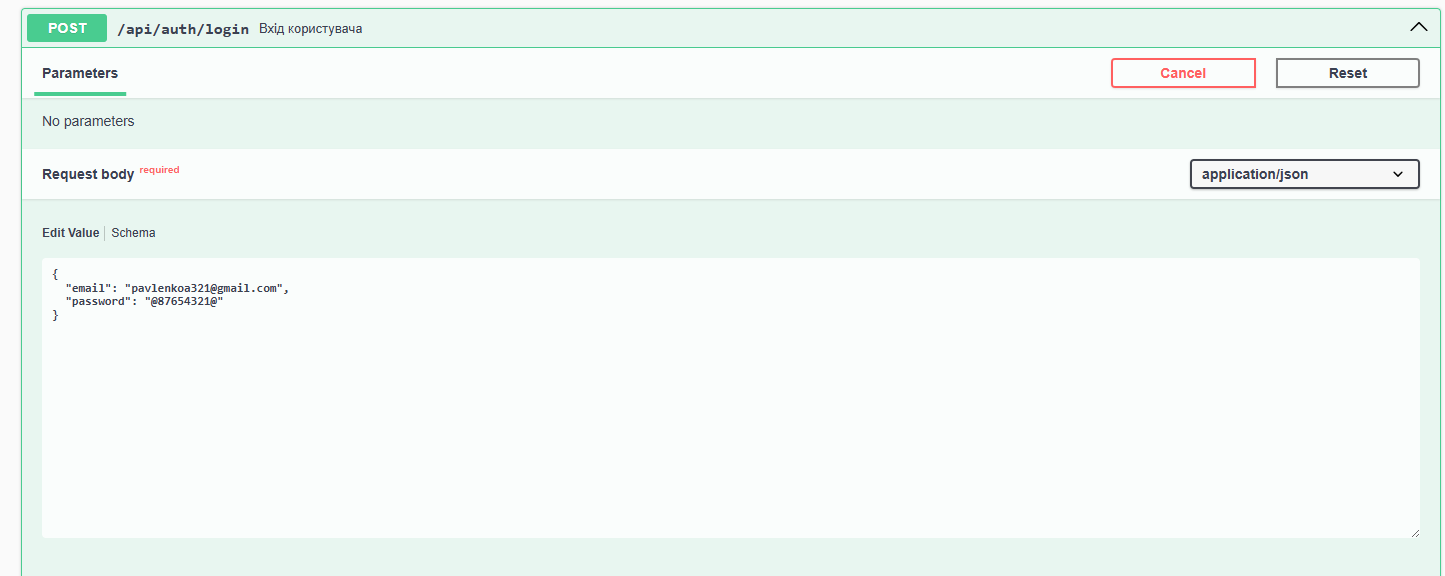 POST /api/auth/login Вхід користувача
Parameters Cancel Reset
No parameters
Request body required application/json
Edit Value Schema
{
"email": "pavlenkoa321@gmail.com",
"password": "@87654321@"
}